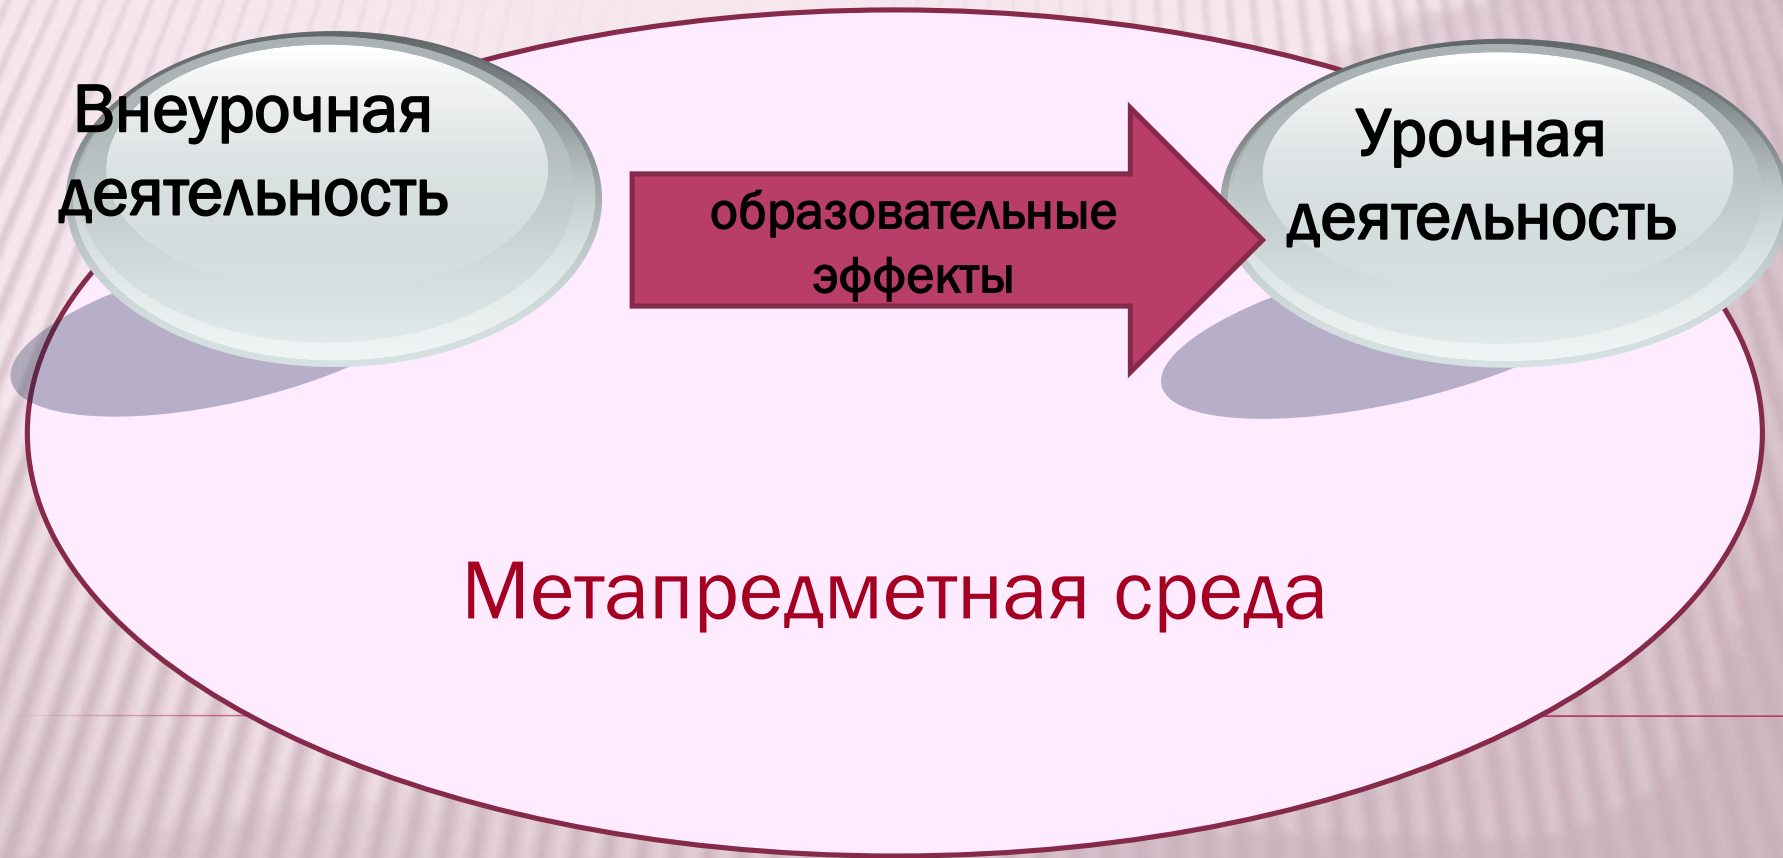 Внеурочная
деятельность
образовательные
эффекты
Урочная
деятельность
Метапредметная среда